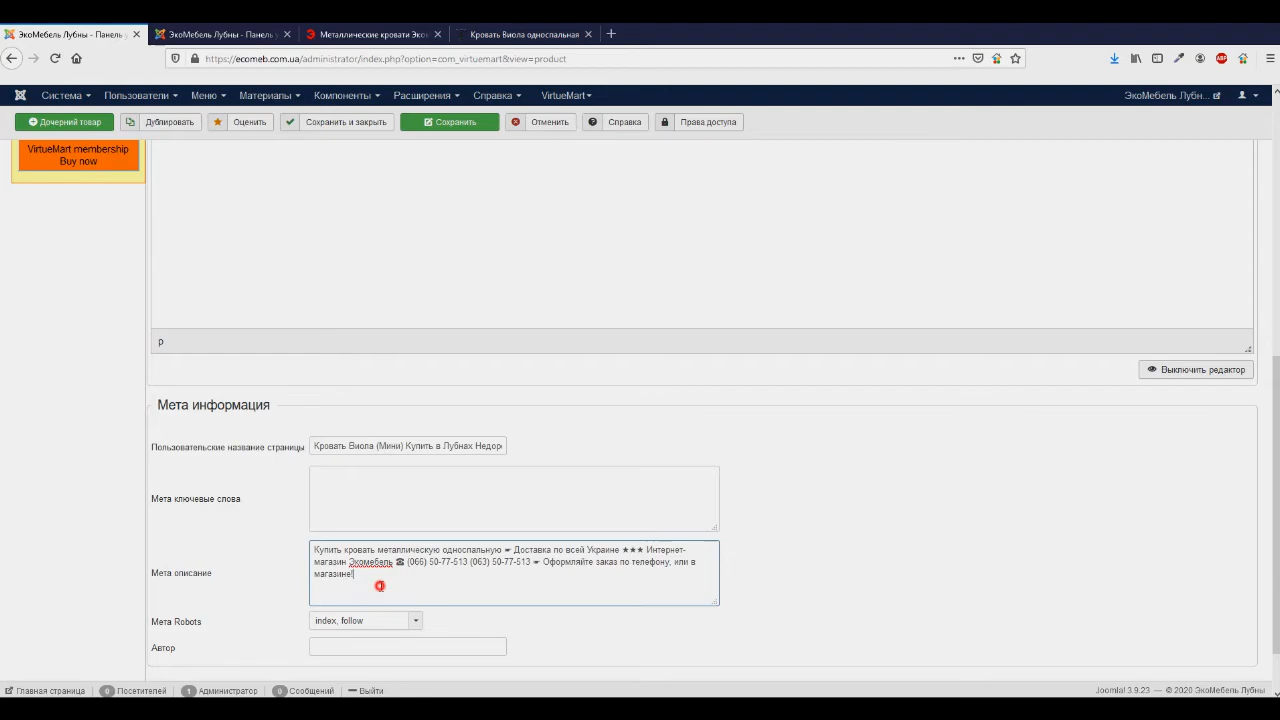 ЭкоМебель Лубны - Панель у
ЭкоМебель Лубны - Панель у
Металлические кровати Эко
Кровать Виола односпальная
https://ecomeb.com.ua/administrator/index.php?option=com_virtuemart&view=product
Система Пользователи Меню Материалы Компоненты Расширения Справка VirtueMart ЭкоМебель Лубн...
Дочерний товар Дублировать Оценить Сохранить и закрыть Сохранить Отменить Справка Права доступа
VirtueMart membership
Buy now
p
Выключить редактор
Мета информация
Пользовательские название страницы Кровать Виола (Мини) Купить в Лубнах Недор
Мета ключевые слова
Мета описание
Купить кровать металлическую односпальную ☛ Доставка по всей Украине ★★★ Интернет-
магазин Экомебель ☎ (066) 50-77-513 (063) 50-77-513 ☛ Оформляйте заказ по телефону, или в
магазине!
Мета Robots index, follow
Автор
Главная страница 0 Посетителей 1 Администратор 0 Сообщений Выйти Joomla! 3.9.23 — © 2020 ЭкоМебель Лубны